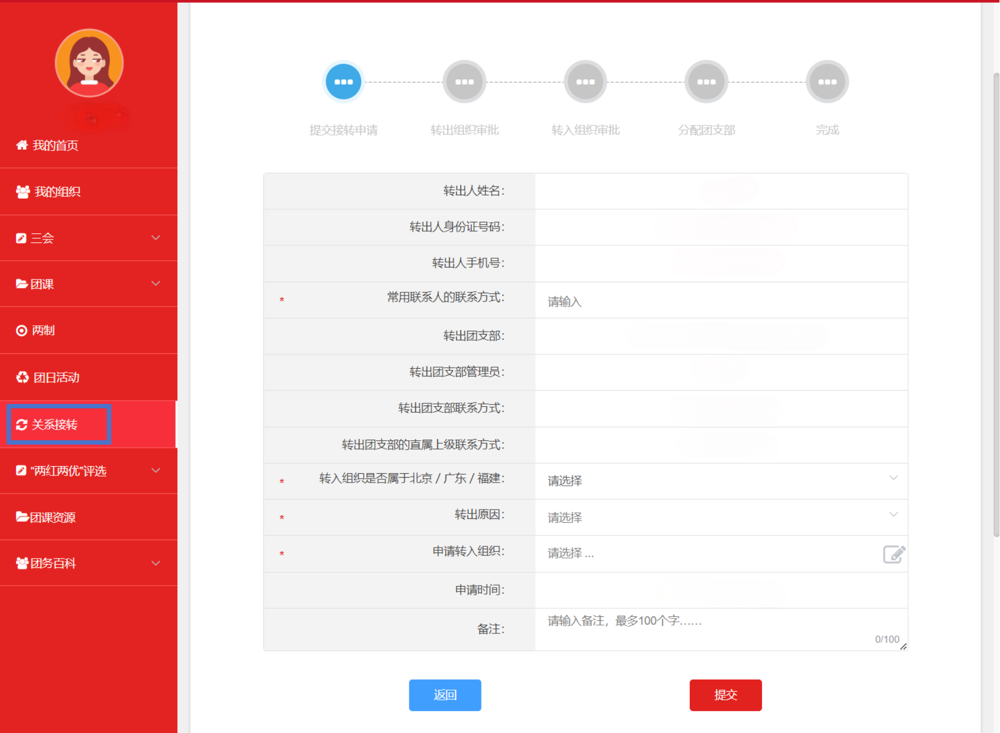 我的首页
我的组织
三会
团课
两制
团日活动
关系接转
“两红两优”评选
团课资源
团务百科
提交接转申请
转出组织审批
转入组织审批
分配团支部
完成
转出人姓名：
转出人身份证号码：
转出人手机号：
* 常用联系人的联系方式： 请输入
转出团支部：
转出团支部管理员：
转出团支部联系方式：
转出团支部的直属上级联系方式：
* 转入组织是否属于北京 / 广东 / 福建： 请选择
* 转出原因： 请选择
* 申请转入组织： 请选择 ...
申请时间：
备注： 请输入备注，最多100个字……
0/100
返回
提交